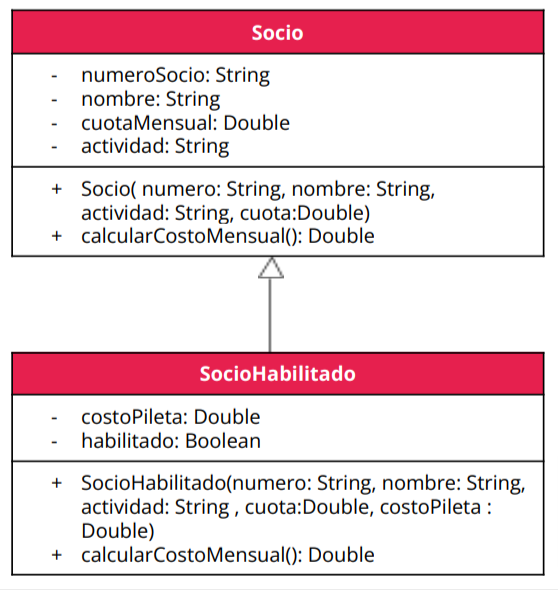 Socio
- numeroSocio: String
- nombre: String
- cuotaMensual: Double
- actividad: String
+ Socio( numero: String, nombre: String,
actividad: String, cuota:Double)
+ calcularCostoMensual(): Double
SocioHabilitado
- costoPileta: Double
- habilitado: Boolean
+ SocioHabilitado(numero: String, nombre: String,
actividad: String , cuota:Double, costoPileta :
Double)
+ calcularCostoMensual(): Double